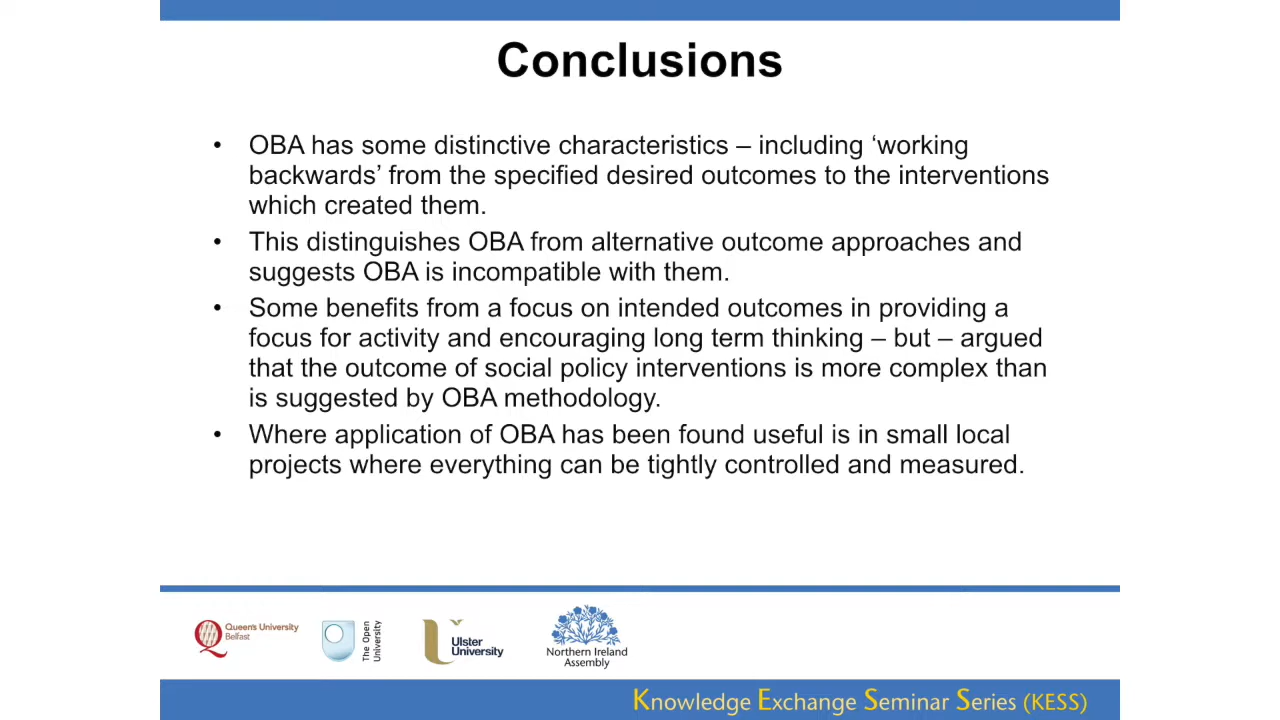 Conclusions
• OBA has some distinctive characteristics – including ‘working
backwards’ from the specified desired outcomes to the interventions
which created them.
• This distinguishes OBA from alternative outcome approaches and
suggests OBA is incompatible with them.
• Some benefits from a focus on intended outcomes in providing a
focus for activity and encouraging long term thinking – but – argued
that the outcome of social policy interventions is more complex than
is suggested by OBA methodology.
• Where application of OBA has been found useful is in small local
projects where everything can be tightly controlled and measured.
Queen's University
Belfast
The Open
University
Ulster
University
Northern Ireland
Assembly
Knowledge Exchange Seminar Series (KESS)